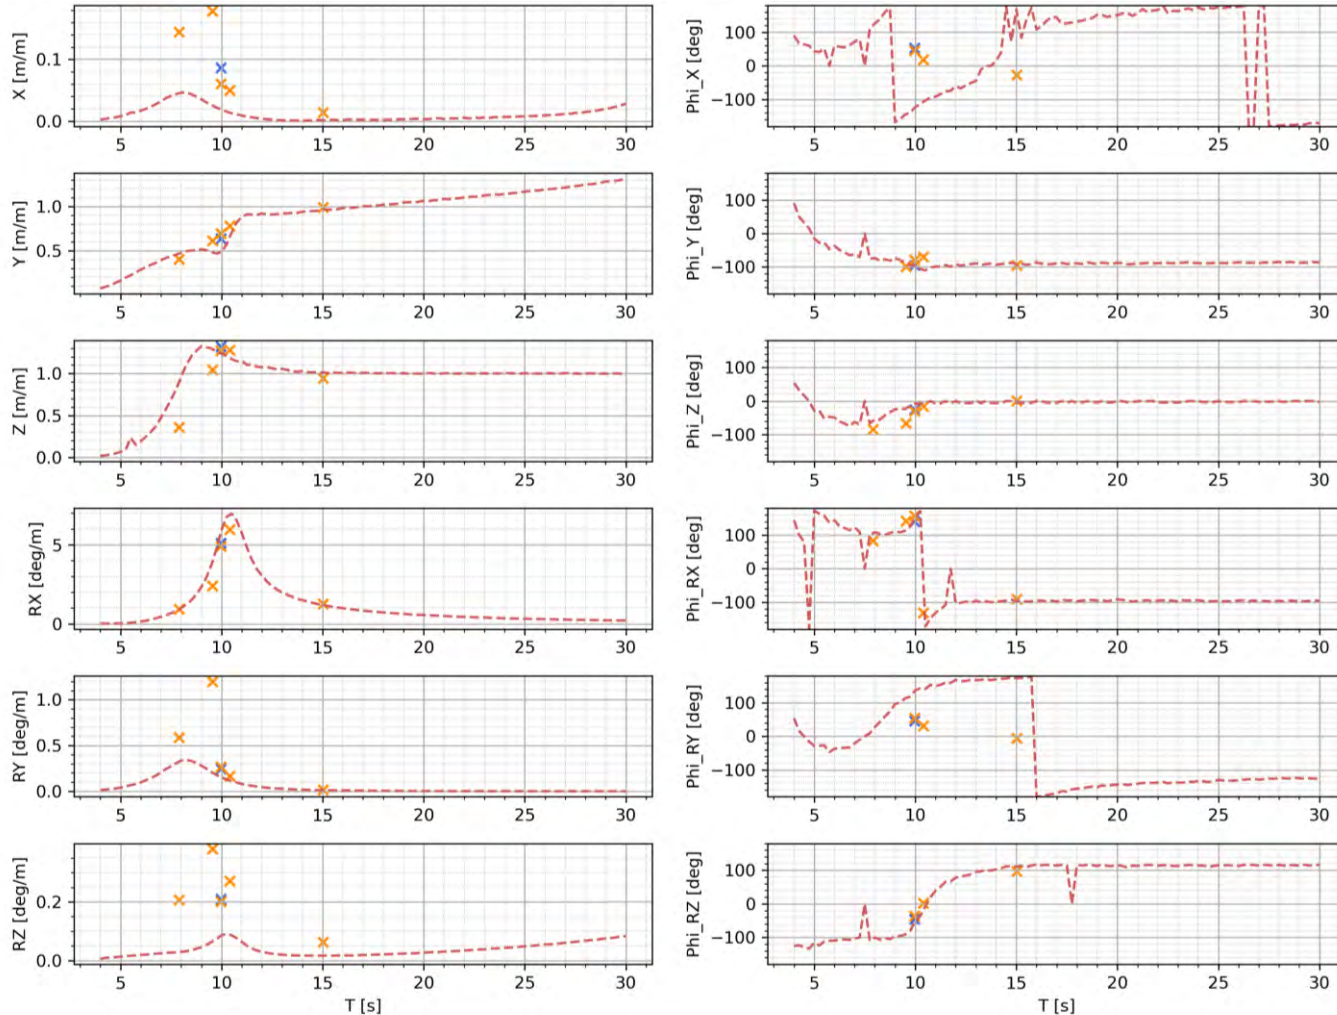 X [m/m]
0.1
0.0
5 10 15 20 25 30
Phi_X [deg]
100
0
−100
5 10 15 20 25 30
Y [m/m]
1.0
0.5
5 10 15 20 25 30
Phi_Y [deg]
100
0
−100
5 10 15 20 25 30
Z [m/m]
1.0
0.5
0.0
5 10 15 20 25 30
Phi_Z [deg]
100
0
−100
5 10 15 20 25 30
RX [deg/m]
5
0
5 10 15 20 25 30
Phi_RX [deg]
100
0
−100
5 10 15 20 25 30
RY [deg/m]
1.0
0.5
0.0
5 10 15 20 25 30
Phi_RY [deg]
100
0
−100
5 10 15 20 25 30
RZ [deg/m]
0.2
0.0
5 10 15 20 25 30
T [s]
Phi_RZ [deg]
100
0
−100
5 10 15 20 25 30
T [s]